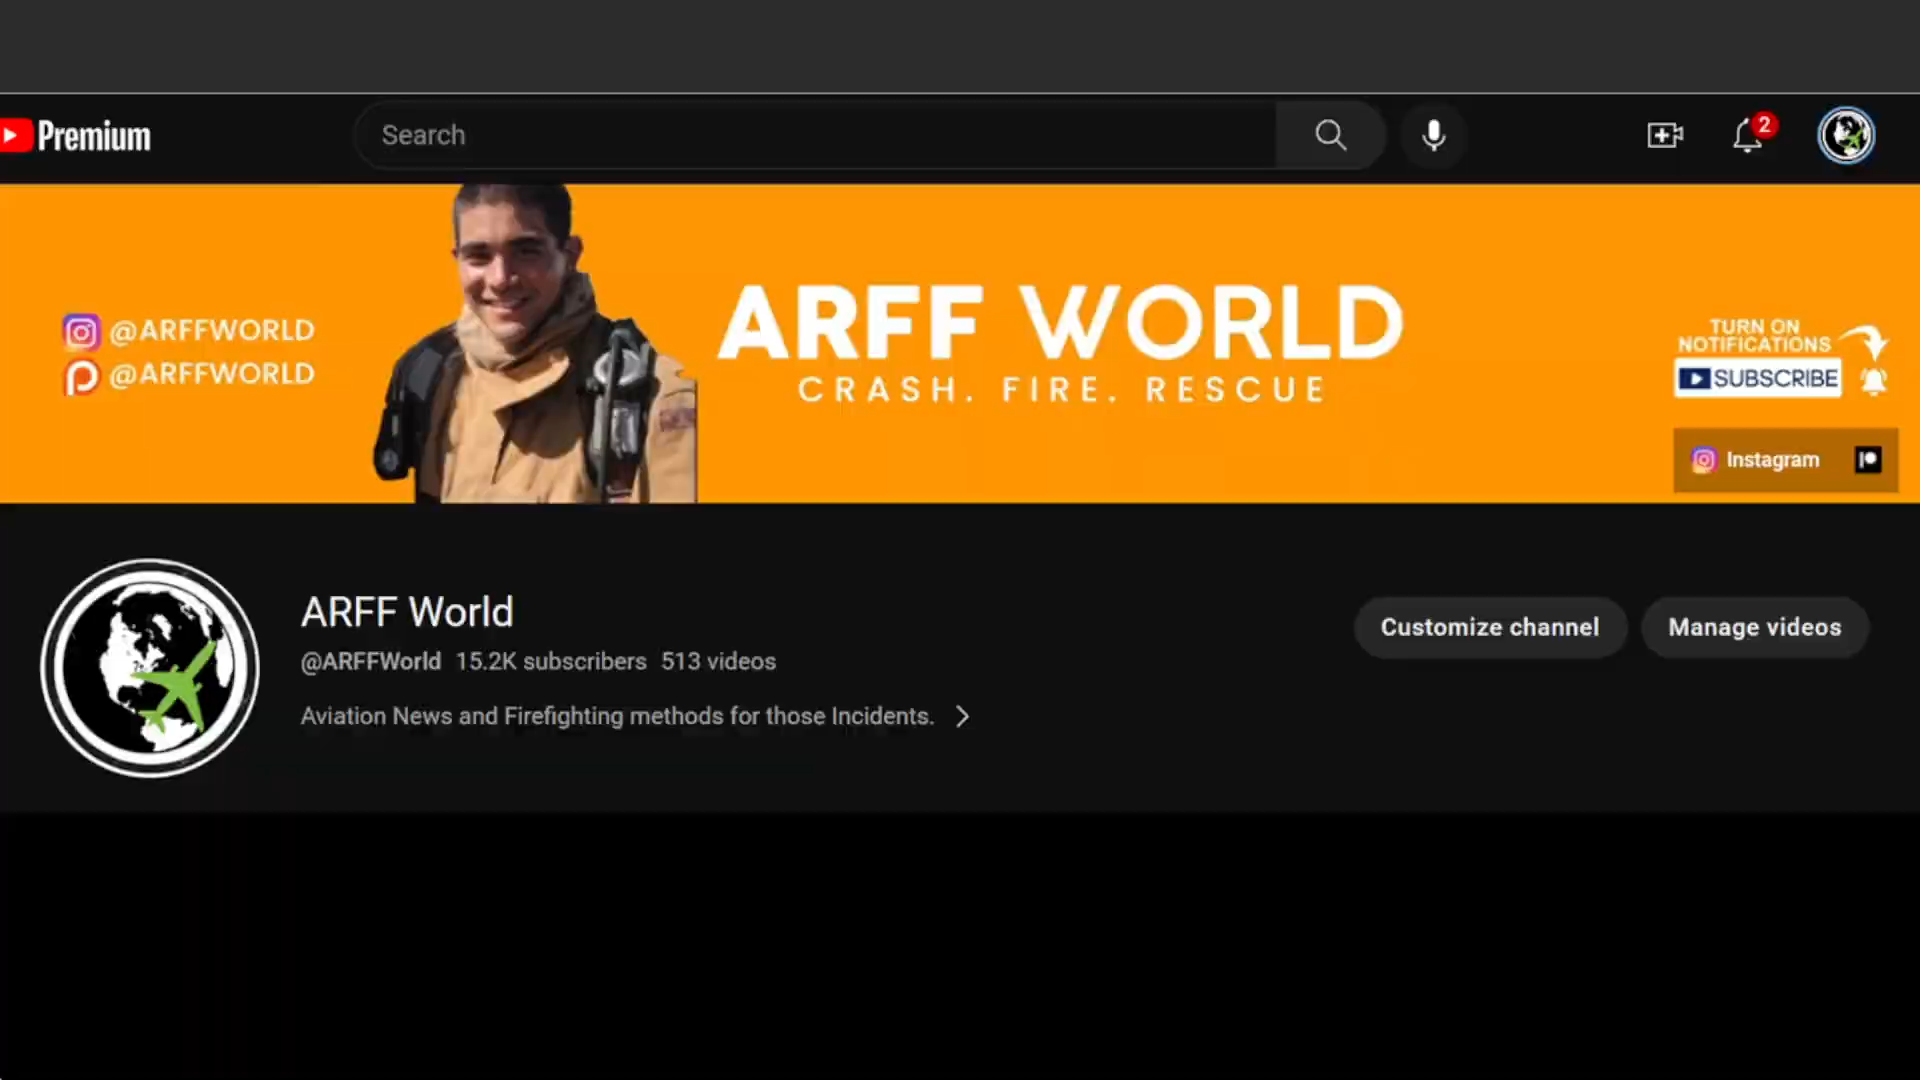 Premium
Search
2
@ARFFWORLD
@ARFFWORLD
ARFF WORLD
CRASH. FIRE. RESCUE
TURN ON
NOTIFICATIONS
SUBSCRIBE
Instagram
ARFF World
@ARFFWorld 15.2K subscribers 513 videos
Aviation News and Firefighting methods for those Incidents.
Customize channel
Manage videos